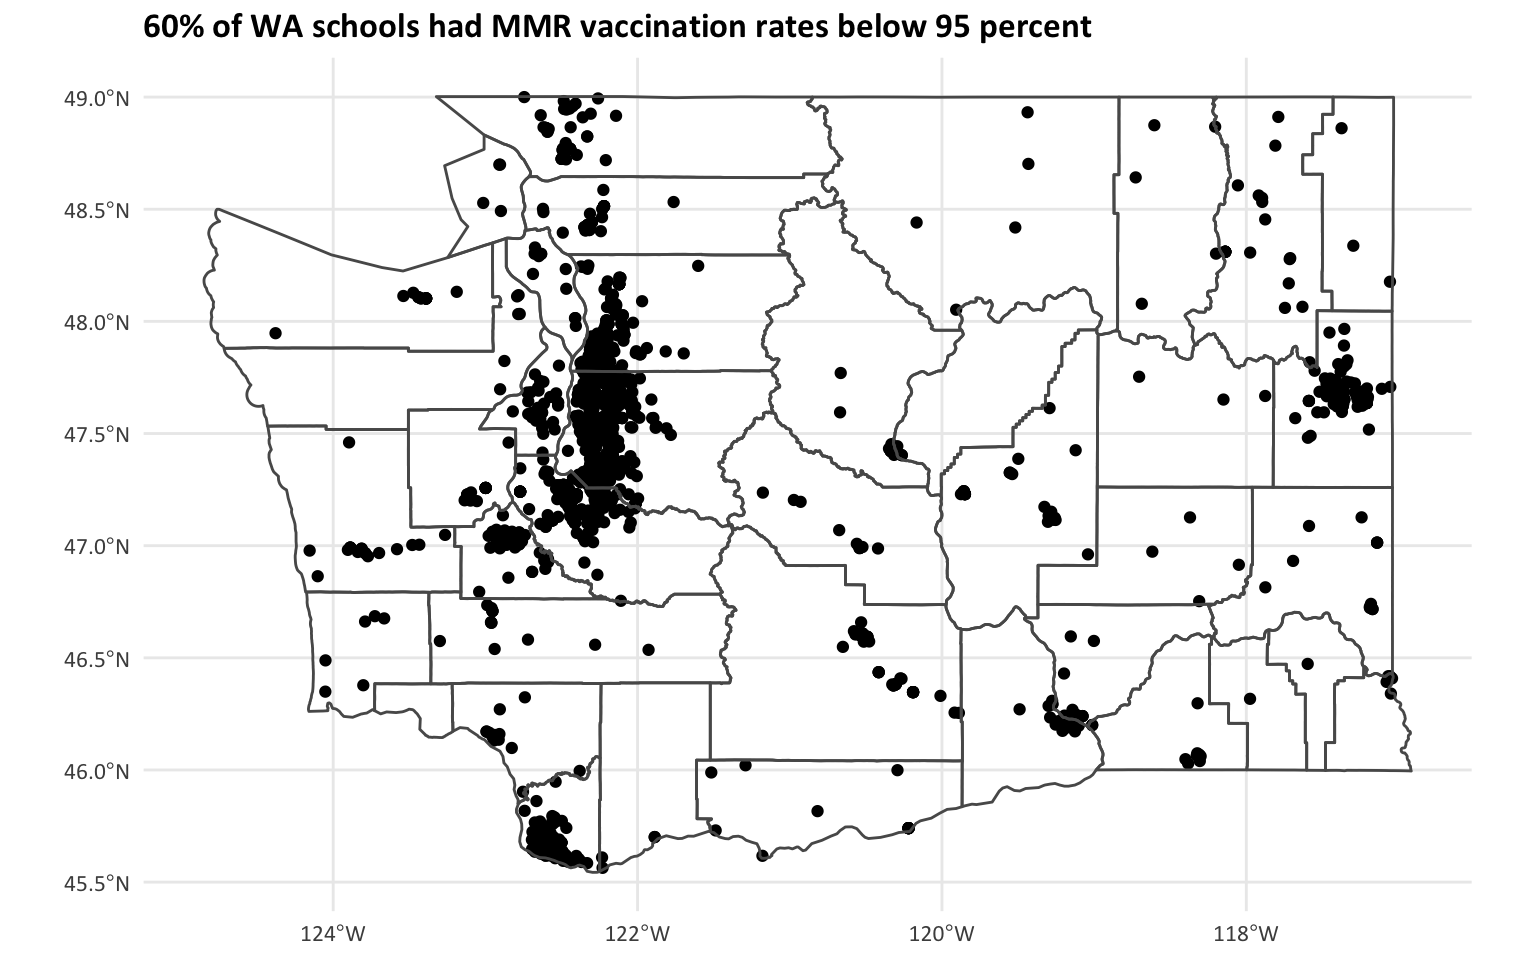 60% of WA schools had MMR vaccination rates below 95 percent
49.0°N
48.5°N
48.0°N
47.5°N
47.0°N
46.5°N
46.0°N
45.5°N
124°W
122°W
120°W
118°W